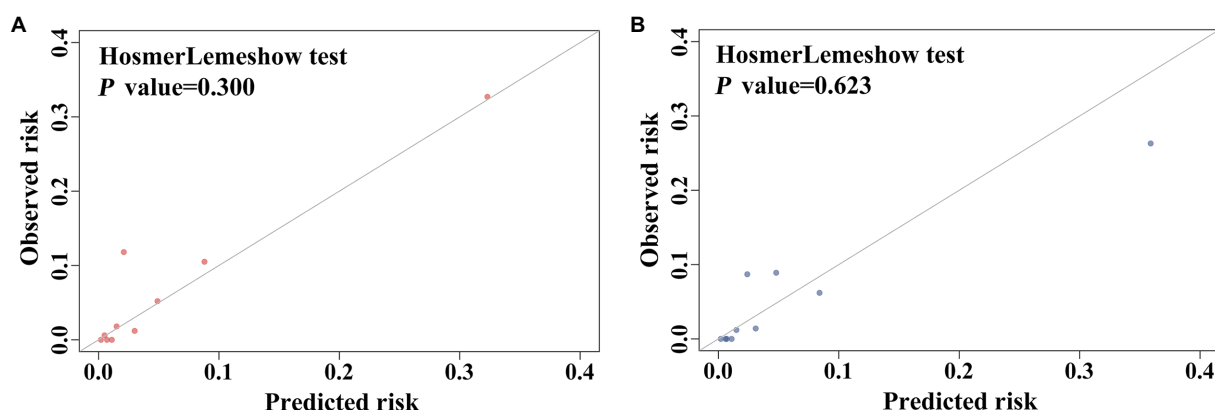 A
HosmerLemeshow test
P value=0.300
Observed risk
0.4
0.3
0.2
0.1
0.0
0.0 0.1 0.2 0.3 0.4
Predicted risk
B
HosmerLemeshow test
P value=0.623
Observed risk
0.4
0.3
0.2
0.1
0.0
0.0 0.1 0.2 0.3 0.4
Predicted risk